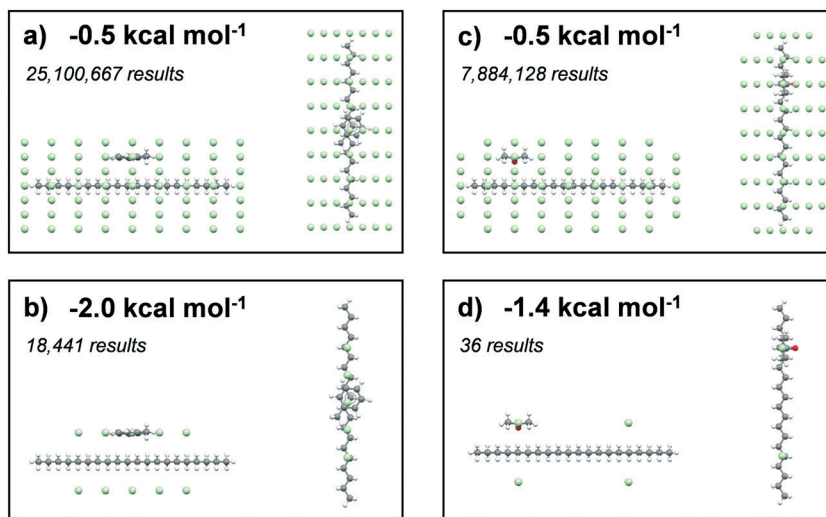 a) -0.5 kcal mol⁻¹
25,100,667 results
b) -2.0 kcal mol⁻¹
18,441 results
c) -0.5 kcal mol⁻¹
7,884,128 results
d) -1.4 kcal mol⁻¹
36 results